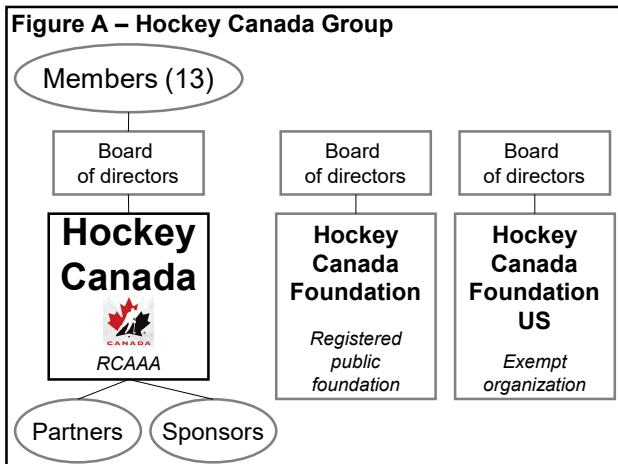 Figure A – Hockey Canada Group
Members (13)
Board
of directors
Hockey
Canada
CANADA
RCAAA
Partners
Sponsors
Board
of directors
Hockey
Canada
Foundation
Registered
public
foundation
Board
of directors
Hockey
Canada
Foundation
US
Exempt
organization